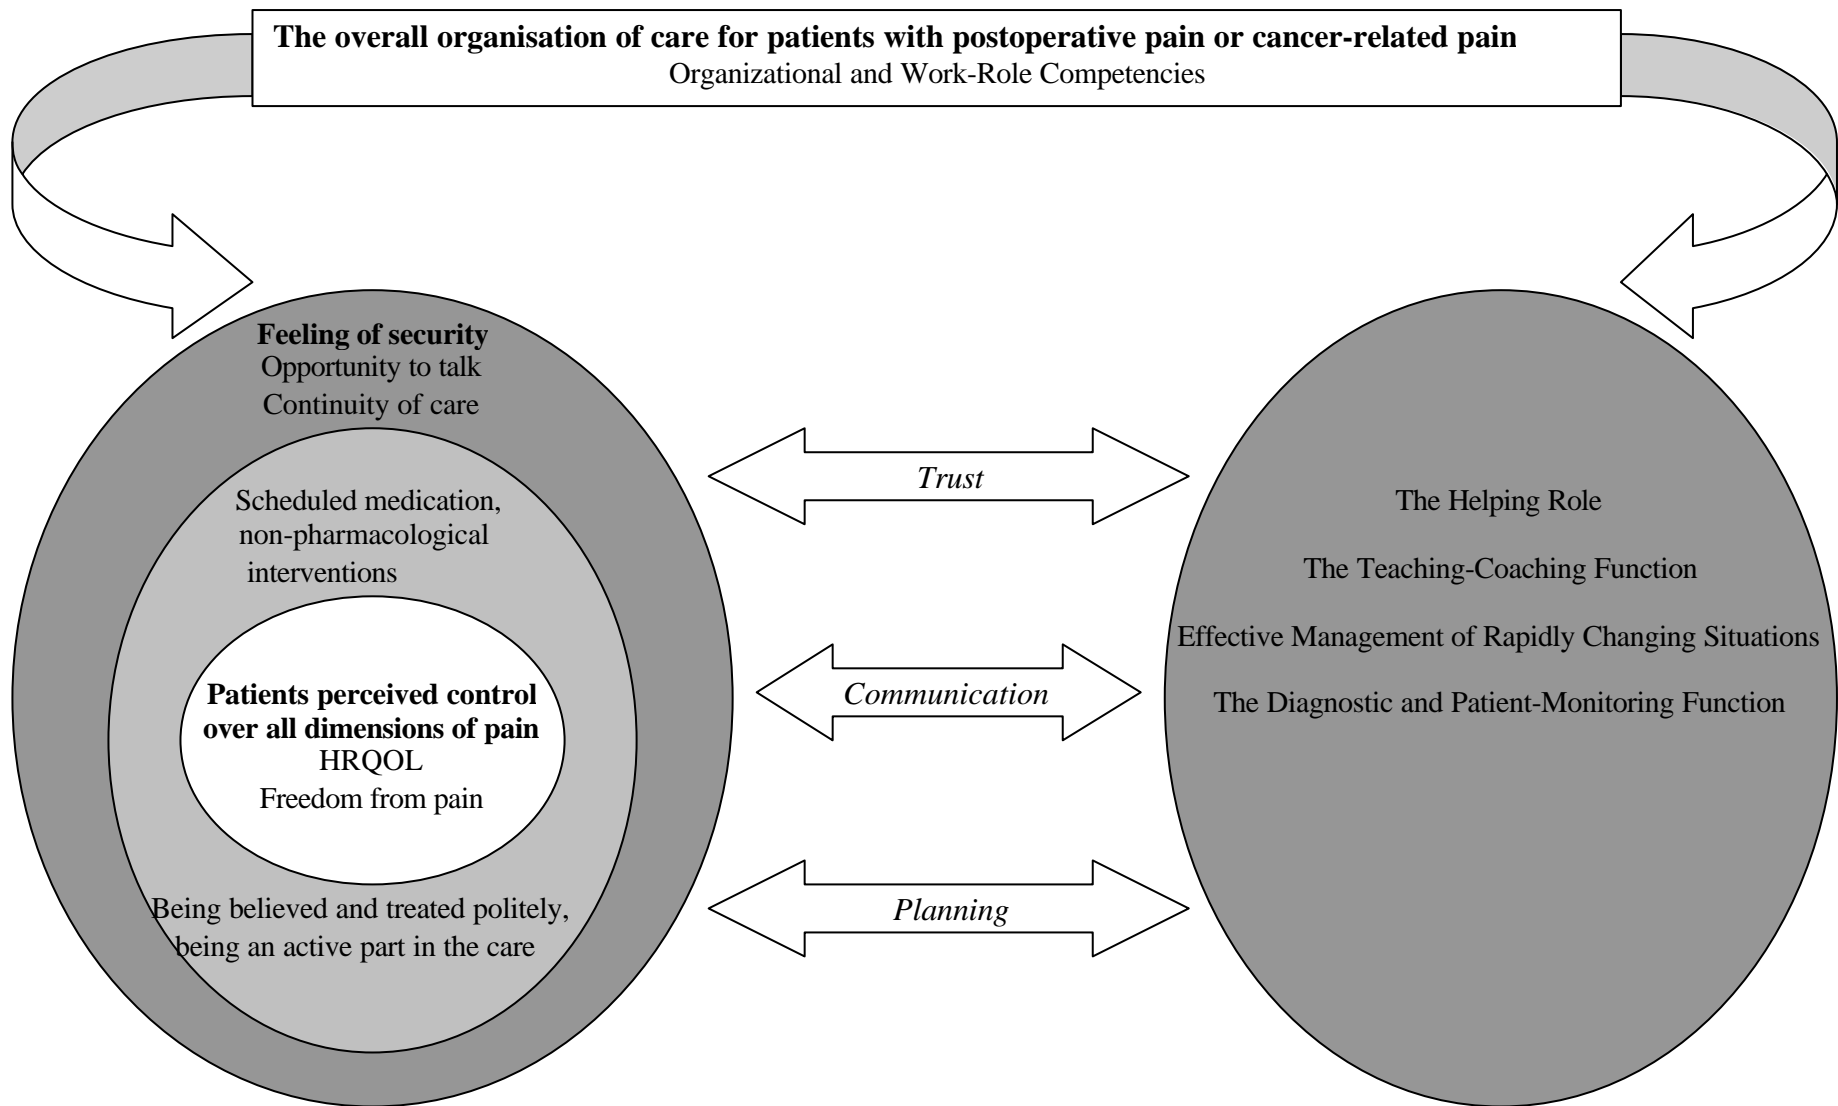 The overall organisation of care for patients with postoperative pain or cancer-related pain
Organizational and Work-Role Competencies
Feeling of security
Opportunity to talk
Continuity of care
Scheduled medication,
non-pharmacological
interventions
Patients perceived control
over all dimensions of pain
HRQOL
Freedom from pain
Being believed and treated politely,
being an active part in the care
Trust
Communication
Planning
The Helping Role
The Teaching-Coaching Function
Effective Management of Rapidly Changing Situations
The Diagnostic and Patient-Monitoring Function